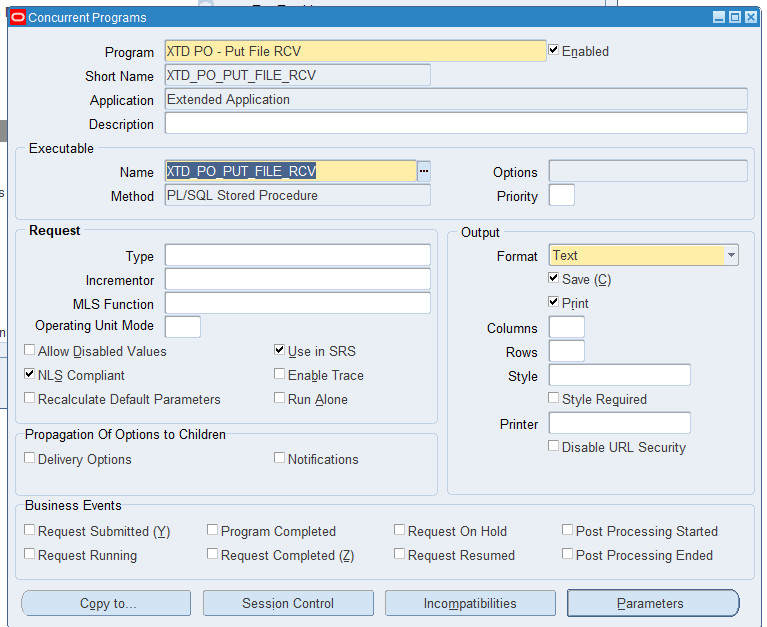 Concurrent Programs
Program XTD PO - Put File RCV Enabled
Short Name XTD_PO_PUT_FILE_RCV
Application Extended Application
Description
Executable
Name XTD_PO_PUT_FILE_RCV ... Options
Method PL/SQL Stored Procedure Priority
Request
Type
Incrementor
MLS Function
Operating Unit Mode
Allow Disabled Values Use in SRS
NLS Compliant Enable Trace
Recalculate Default Parameters Run Alone
Output
Format Text
Save (C)
Print
Columns
Rows
Style
Style Required
Printer
Disable URL Security
Propagation Of Options to Children
Delivery Options Notifications
Business Events
Request Submitted (Y) Program Completed Request On Hold Post Processing Started
Request Running Request Completed (Z) Request Resumed Post Processing Ended
Copy to... Session Control Incompatibilities Parameters